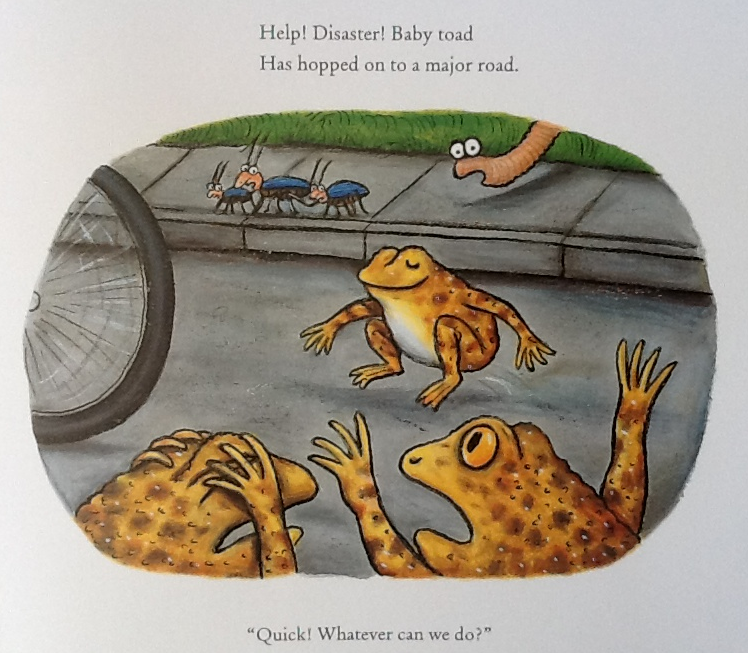 Help! Disaster! Baby toad
Has hopped on to a major road.
“Quick! Whatever can we do?”